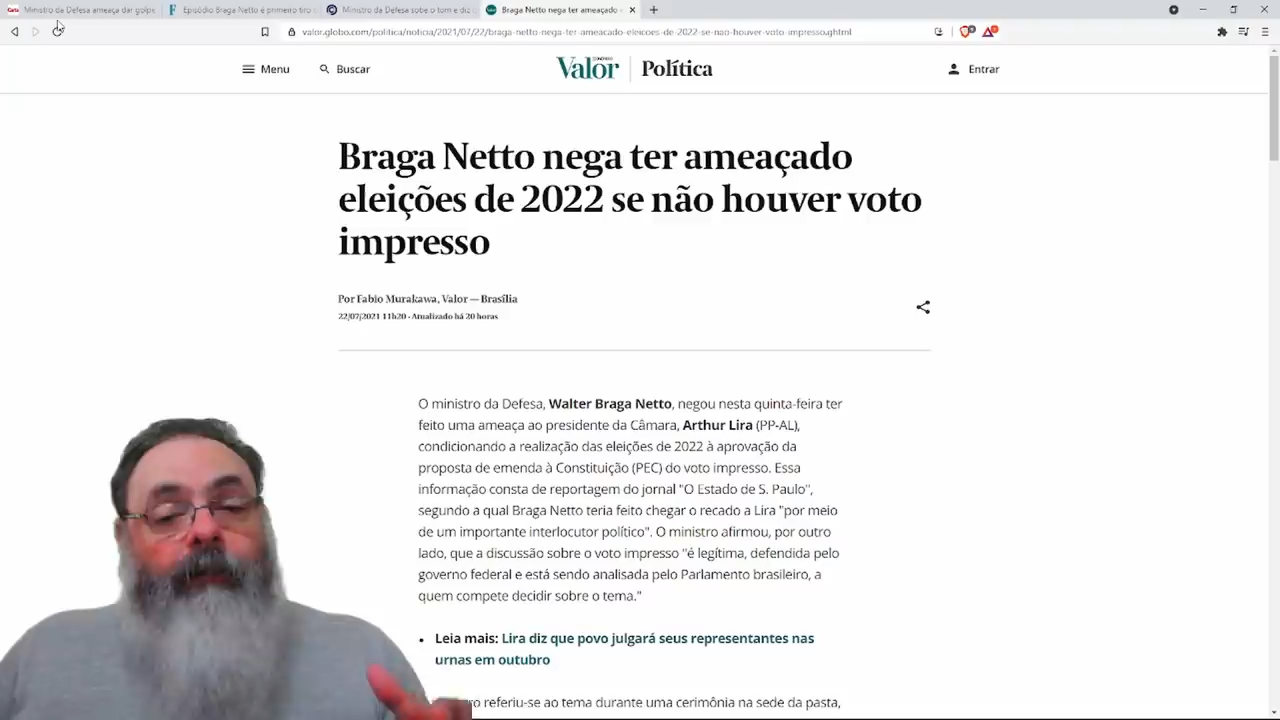 Ministro da Defesa ameaça dar golpe
Episódio Braga Netto é primeiro tiro
Ministro da Defesa sobe o tom e diz
Braga Netto nega ter ameaçado
valor.globo.com/politica/noticia/2021/07/22/braga-netto-nega-ter-ameacado-eleicoes-de-2022-se-nao-houver-voto-impresso.ghtml
Menu
Buscar
Valor
Política
Entrar
Braga Netto nega ter ameaçado
eleições de 2022 se não houver voto
impresso
Por Fabio Murakawa, Valor — Brasília
22/07/2021 11h20 · Atualizado há 20 horas
O ministro da Defesa, Walter Braga Netto, negou nesta quinta-feira ter
feito uma ameaça ao presidente da Câmara, Arthur Lira (PP-AL),
condicionando a realização das eleições de 2022 à aprovação da
proposta de emenda à Constituição (PEC) do voto impresso. Essa
informação consta de reportagem do jornal "O Estado de S. Paulo",
segundo a qual Braga Netto teria feito chegar o recado a Lira "por meio
de um importante interlocutor político". O ministro afirmou, por outro
lado, que a discussão sobre o voto impresso "é legítima, defendida pelo
governo federal e está sendo analisada pelo Parlamento brasileiro, a
quem compete decidir sobre o tema."
• Leia mais: Lira diz que povo julgará seus representantes nas
urnas em outubro
ro referiu-se ao tema durante uma cerimônia na sede da pasta,